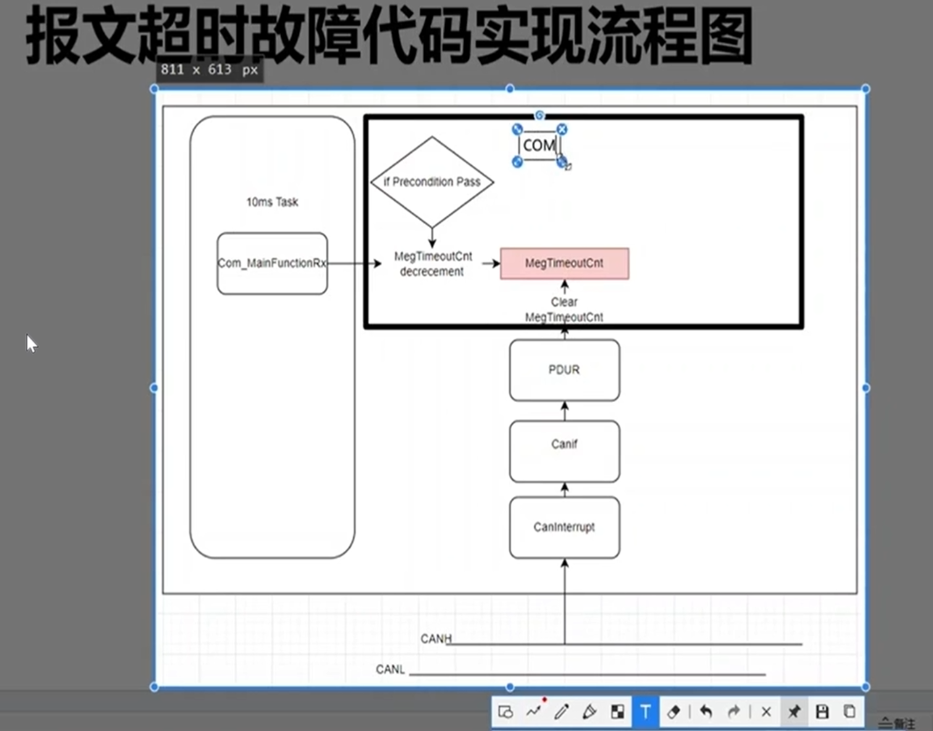 报文超时故障代码实现流程图
811 x 613 px
COM
if Precondition Pass
10ms Task
Com_MainFunctionRx
MegTimeoutCnt
decrecement
MegTimeoutCnt
Clear
MegTimeoutCnt
PDUR
Canif
CanInterrupt
CANH
CANL
T
备注